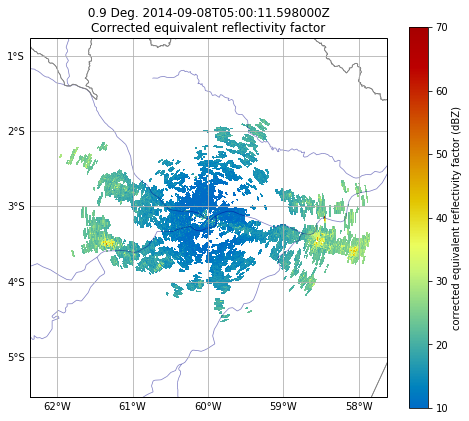 0.9 Deg. 2014-09-08T05:00:11.598000Z
Corrected equivalent reflectivity factor
1°S
2°S
3°S
4°S
5°S
62°W
61°W
60°W
59°W
58°W
70
60
50
40
30
20
10
corrected equivalent reflectivity factor (dBZ)